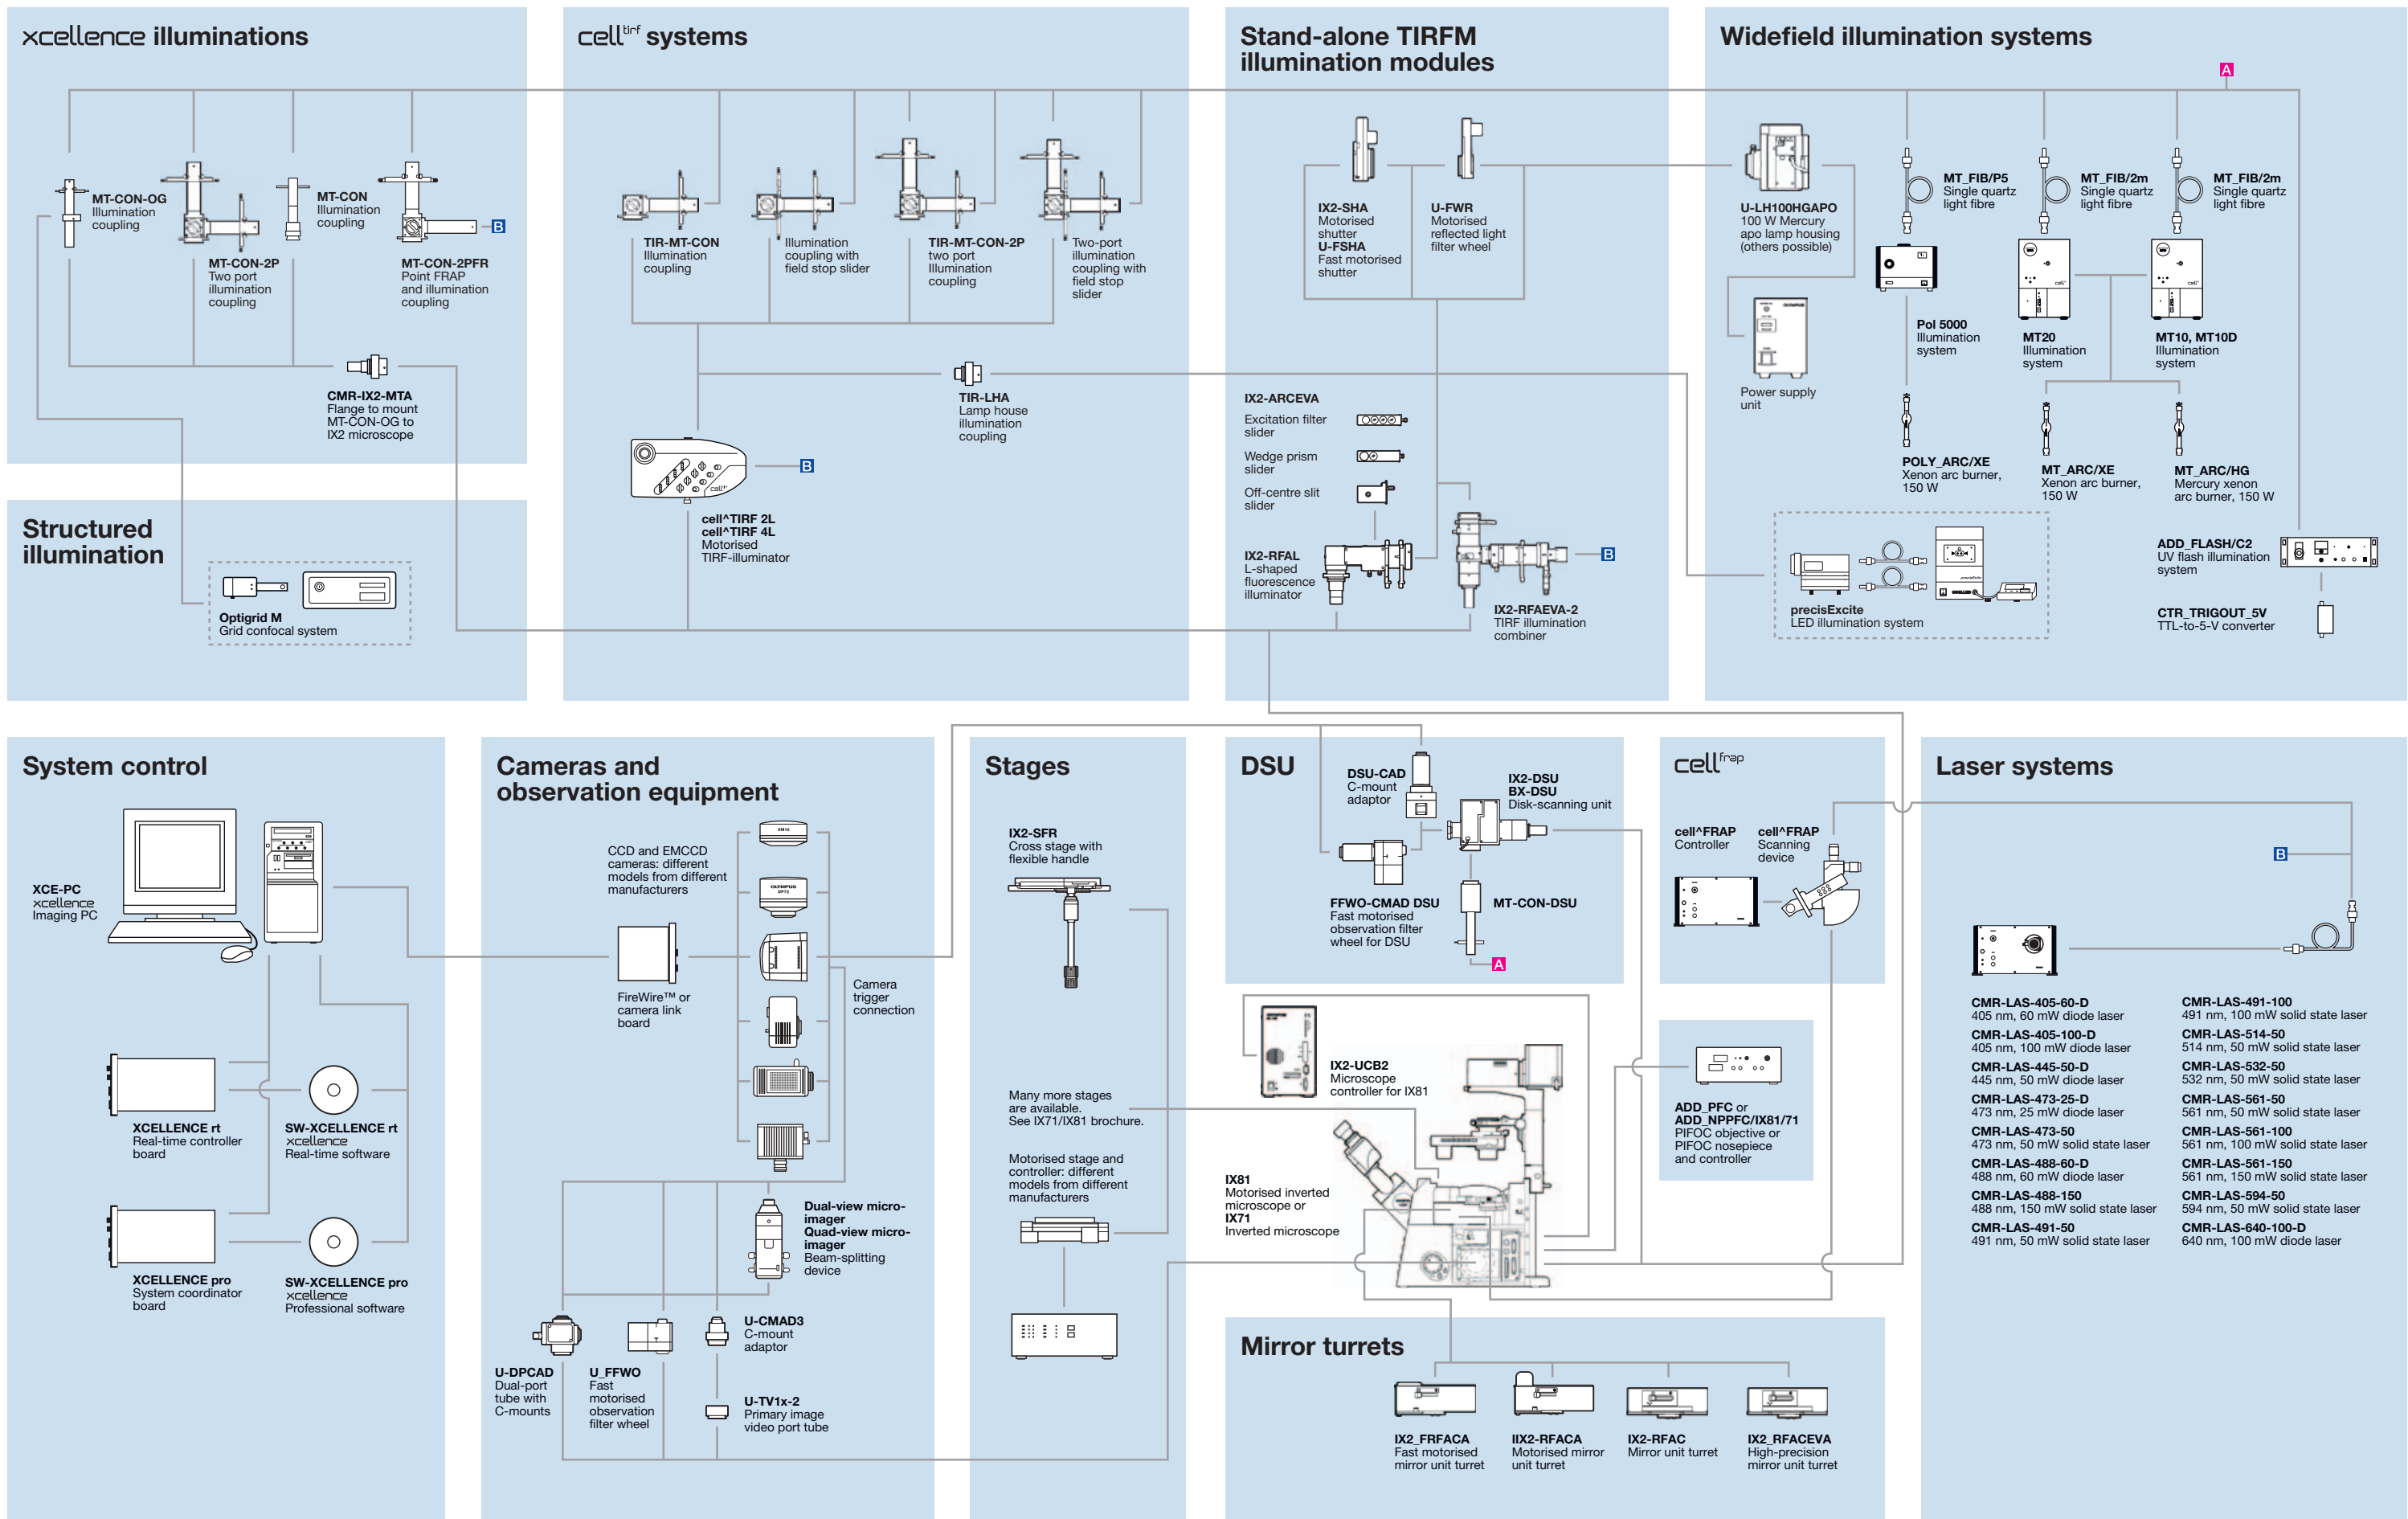 xcellence illuminations
MT-CON-OG
Illumination
coupling
MT-CON-2P
Two port
illumination
coupling
MT-CON
Illumination
coupling
MT-CON-2PFR
Point FRAP
and illumination
coupling
B
CMR-IX2-MTA
Flange to mount
MT-CON-OG to
IX2 microscope
Structured
illumination
Optigrid M
Grid confocal system
cell^tirf systems
TIR-MT-CON
Illumination
coupling
Illumination
coupling with
field stop slider
TIR-MT-CON-2P
two port
Illumination
coupling
Two-port
illumination
coupling with
field stop
slider
TIR-LHA
Lamp house
illumination
coupling
B
cell^TIRF 2L
cell^TIRF 4L
Motorised
TIRF-illuminator
Stand-alone TIRFM
illumination modules
IX2-SHA
Motorised
shutter
U-FSHA
Fast motorised
shutter
U-FWR
Motorised
reflected light
filter wheel
IX2-ARCEVA
Excitation filter
slider
Wedge prism
slider
Off-centre slit
slider
IX2-RFAL
L-shaped
fluorescence
illuminator
B
IX2-RFAEVA-2
TIRF illumination
combiner
Widefield illumination systems
A
U-LH100HGAPO
100 W Mercury
apo lamp housing
(others possible)
Power supply
unit
MT_FIB/P5
Single quartz
light fibre
MT_FIB/2m
Single quartz
light fibre
MT_FIB/2m
Single quartz
light fibre
Pol 5000
Illumination
system
MT20
Illumination
system
MT10, MT10D
Illumination
system
POLY_ARC/XE
Xenon arc burner,
150 W
MT_ARC/XE
Xenon arc burner,
150 W
MT_ARC/HG
Mercury xenon
arc burner, 150 W
precisExcite
LED illumination system
ADD_FLASH/C2
UV flash illumination
system
CTR_TRIGOUT_5V
TTL-to-5-V converter
System control
XCE-PC
xcellence
Imaging PC
XCELLENCE rt
Real-time controller
board
SW-XCELLENCE rt
xcellence
Real-time software
XCELLENCE pro
System coordinator
board
SW-XCELLENCE pro
xcellence
Professional software
Cameras and
observation equipment
CCD and EMCCD
cameras: different
models from different
manufacturers
XM10
OLYMPUS
DP72
FireWire™ or
camera link
board
Camera
trigger
connection
Dual-view micro-
imager
Quad-view micro-
imager
Beam-splitting
device
U-DPCAD
Dual-port
tube with
C-mounts
U_FFWO
Fast
motorised
observation
filter wheel
U-CMAD3
C-mount
adaptor
U-TV1x-2
Primary image
video port tube
Stages
IX2-SFR
Cross stage with
flexible handle
Many more stages
are available.
See IX71/IX81 brochure.
Motorised stage and
controller: different
models from different
manufacturers
DSU
DSU-CAD
C-mount
adaptor
IX2-DSU
BX-DSU
Disk-scanning unit
FFWO-CMAD DSU
Fast motorised
observation filter
wheel for DSU
MT-CON-DSU
A
IX2-UCB2
Microscope
controller for IX81
IX81
Motorised inverted
microscope or
IX71
Inverted microscope
cell^frap
cell^FRAP
Controller
cell^FRAP
Scanning
device
ADD_PFC or
ADD_NPPFC/IX81/71
PIFOC objective or
PIFOC nosepiece
and controller
Mirror turrets
IX2_FRFACA
Fast motorised
mirror unit turret
IIX2-RFACA
Motorised mirror
unit turret
IX2-RFAC
Mirror unit turret
IX2_RFACEVA
High-precision
mirror unit turret
Laser systems
B
CMR-LAS-405-60-D
405 nm, 60 mW diode laser
CMR-LAS-405-100-D
405 nm, 100 mW diode laser
CMR-LAS-445-50-D
445 nm, 50 mW diode laser
CMR-LAS-473-25-D
473 nm, 25 mW diode laser
CMR-LAS-473-50
473 nm, 50 mW solid state laser
CMR-LAS-488-60-D
488 nm, 60 mW diode laser
CMR-LAS-488-150
488 nm, 150 mW solid state laser
CMR-LAS-491-50
491 nm, 50 mW solid state laser
CMR-LAS-491-100
491 nm, 100 mW solid state laser
CMR-LAS-514-50
514 nm, 50 mW solid state laser
CMR-LAS-532-50
532 nm, 50 mW solid state laser
CMR-LAS-561-50
561 nm, 50 mW solid state laser
CMR-LAS-561-100
561 nm, 100 mW solid state laser
CMR-LAS-561-150
561 nm, 150 mW solid state laser
CMR-LAS-594-50
594 nm, 50 mW solid state laser
CMR-LAS-640-100-D
640 nm, 100 mW diode laser